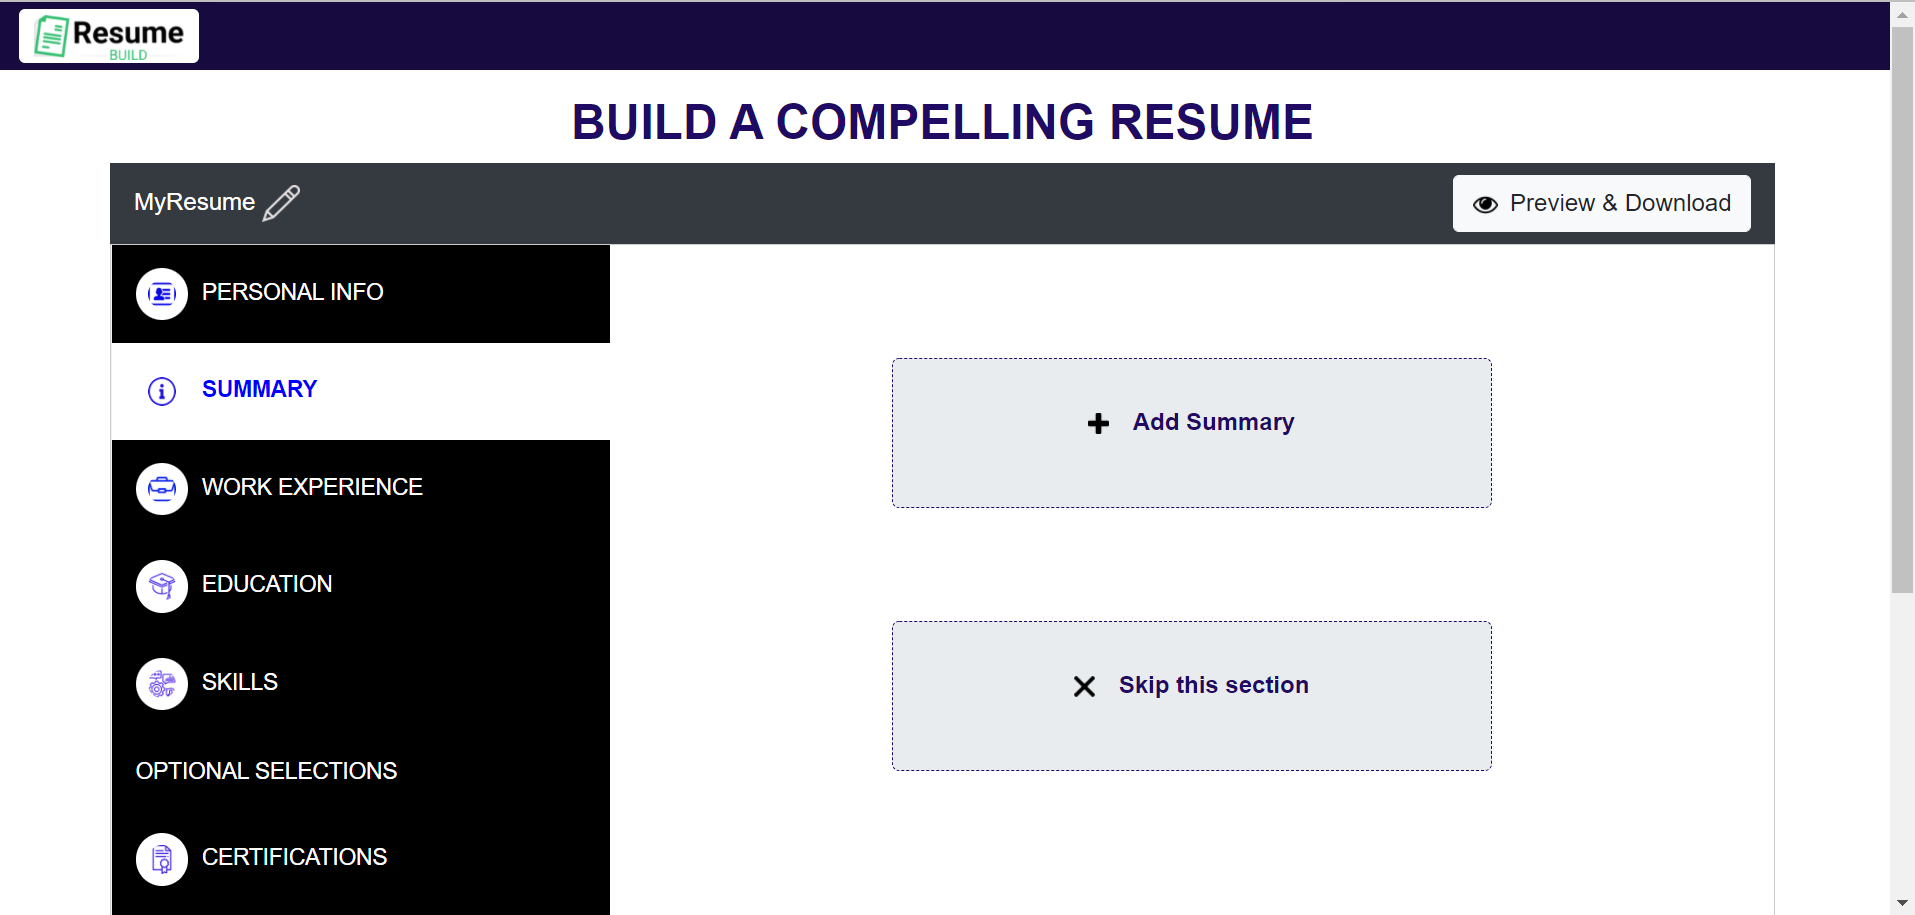 Resume
BUILD
BUILD A COMPELLING RESUME
MyResume
Preview & Download
PERSONAL INFO
SUMMARY
WORK EXPERIENCE
EDUCATION
SKILLS
OPTIONAL SELECTIONS
CERTIFICATIONS
Add Summary
Skip this section